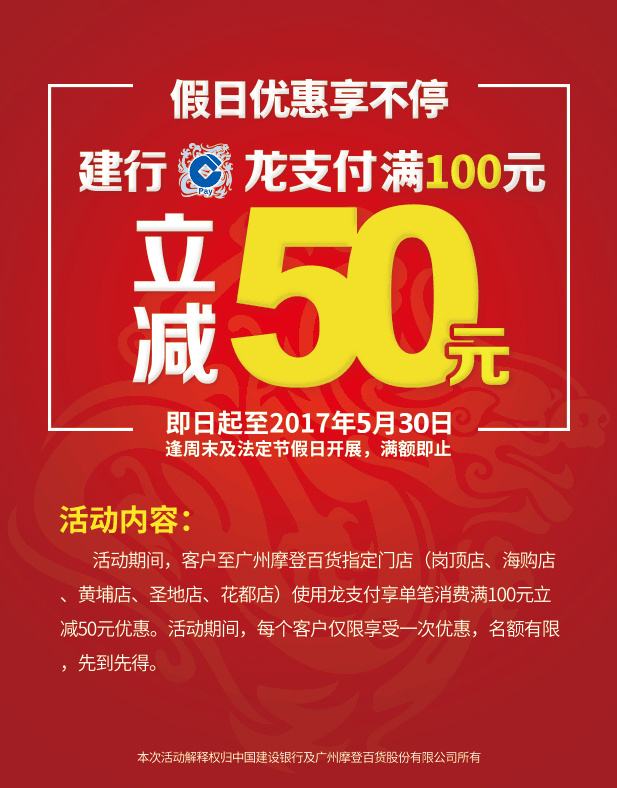 假日优惠享不停
建行 Pay 龙支付满100元
立减50元
即日起至2017年5月30日
逢周末及法定节假日开展，满额即止
活动内容：
活动期间，客户至广州摩登百货指定门店（岗顶店、海购店
、黄埔店、圣地店、花都店）使用龙支付享单笔消费满100元立
减50元优惠。活动期间，每个客户仅限享受一次优惠，名额有限
，先到先得。
本次活动解释权归中国建设银行及广州摩登百货股份有限公司所有